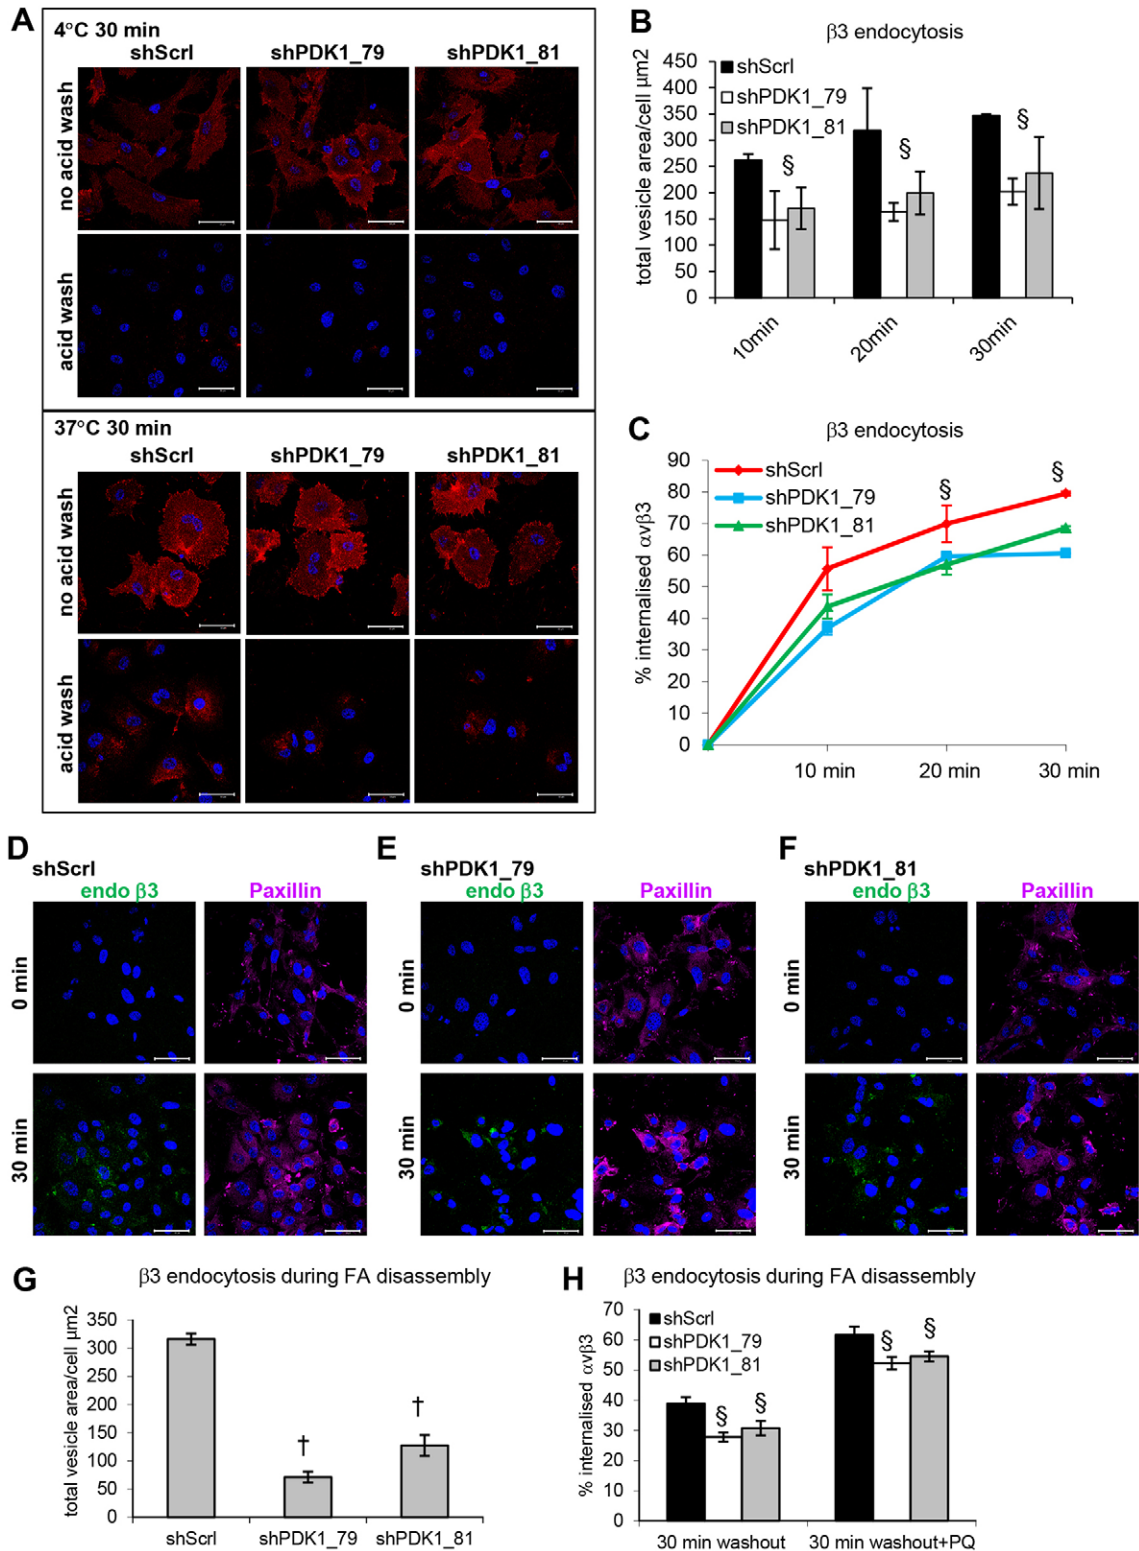 A
4°C 30 min
shScrl shPDK1_79 shPDK1_81
no acid wash
acid wash
37°C 30 min
shScrl shPDK1_79 shPDK1_81
no acid wash
acid wash
B
β3 endocytosis
total vesicle area/cell µm2
450
400
350
300
250
200
150
100
50
0
shScrl
shPDK1_79
shPDK1_81
§
§
§
10min
20min
30min
C
β3 endocytosis
% internalised αvβ3
90
80
70
60
50
40
30
20
10
0
shScrl
shPDK1_79
shPDK1_81
§
§
10 min 20 min 30 min
D
shScrl
endo β3 Paxillin
0 min
30 min
E
shPDK1_79
endo β3 Paxillin
0 min
30 min
F
shPDK1_81
endo β3 Paxillin
0 min
30 min
G
β3 endocytosis during FA disassembly
total vesicle area/cell µm2
350
300
250
200
150
100
50
0
†
†
shScrl shPDK1_79 shPDK1_81
H
β3 endocytosis during FA disassembly
% internalised αvβ3
70
60
50
40
30
20
10
0
shScrl
shPDK1_79
shPDK1_81
§
§
§
§
30 min washout 30 min washout+PQ